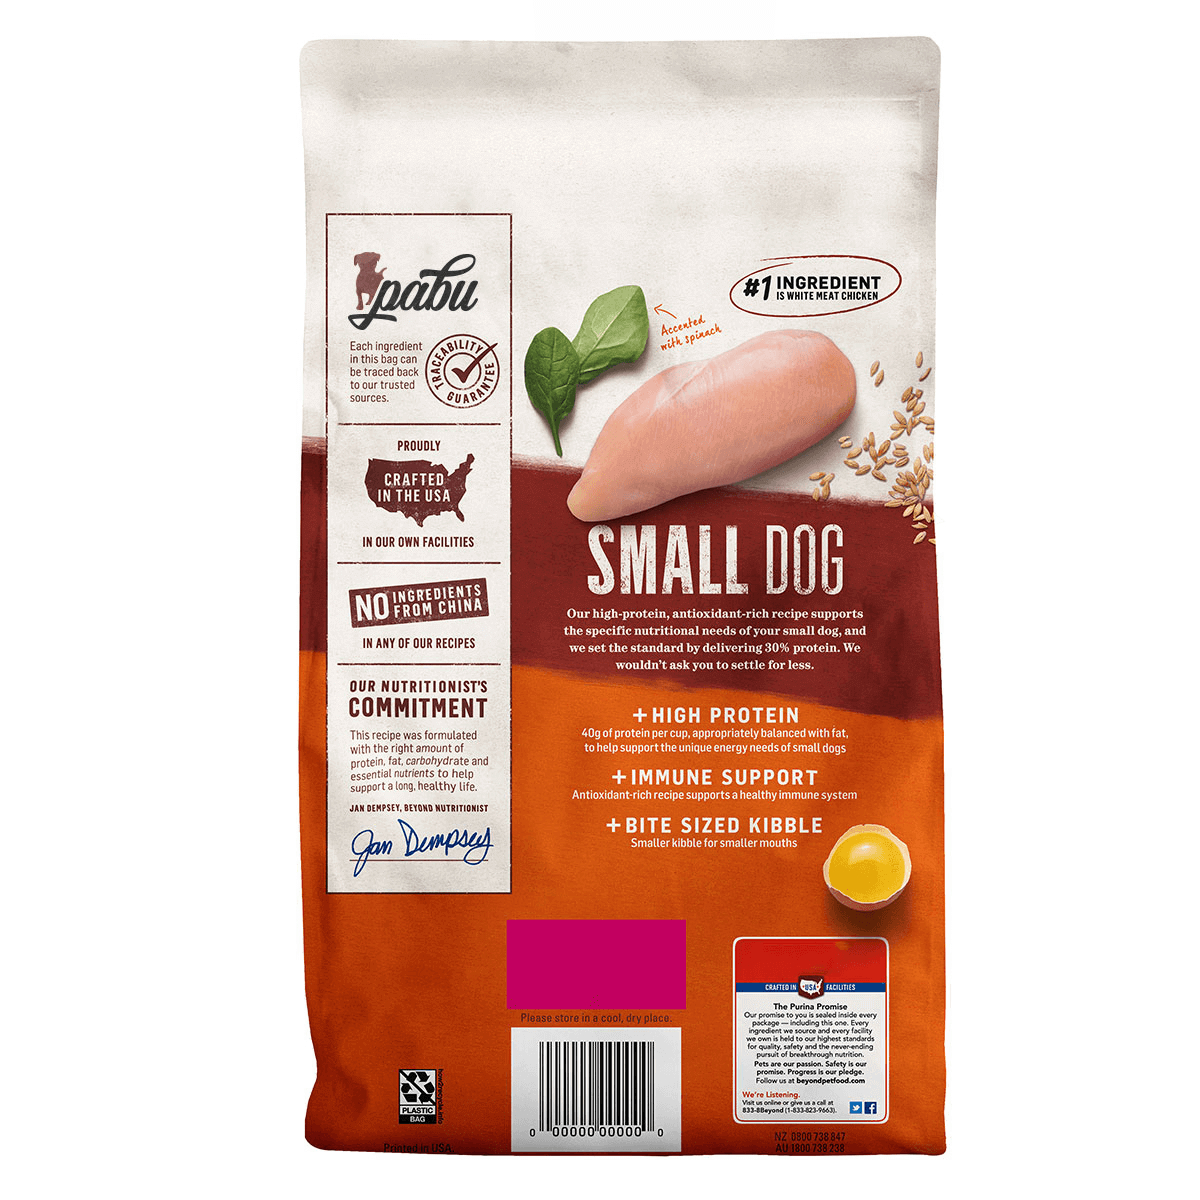 pabu
Each ingredient
in this bag can
be traced back
to our trusted
sources.
TRACEABILITY
GUARANTEE
PROUDLY
CRAFTED
IN THE USA
IN OUR OWN FACILITIES
NO INGREDIENTS
FROM CHINA
IN ANY OF OUR RECIPES
OUR NUTRITIONIST'S
COMMITMENT
This recipe was formulated
with the right amount of
protein, fat, carbohydrate and
essential nutrients to help
support a long, healthy life.
JAN DEMPSEY, BEYOND NUTRITIONIST
Jan Dempsey
#1 INGREDIENT
IS WHITE MEAT CHICKEN
Accented
with spinach
SMALL DOG
Our high-protein, antioxidant-rich recipe supports
the specific nutritional needs of your small dog, and
we set the standard by delivering 30% protein. We
wouldn't ask you to settle for less.
+HIGH PROTEIN
40g of protein per cup, appropriately balanced with fat,
to help support the unique energy needs of small dogs
+IMMUNE SUPPORT
Antioxidant-rich recipe supports a healthy immune system
+BITE SIZED KIBBLE
Smaller kibble for smaller mouths
Please store in a cool, dry place.
0 00000 00000 0
how2recycle.info
PLASTIC
BAG
Printed in USA.
CRAFTED IN USA FACILITIES
The Purina Promise
Our promise to you is sealed inside every
package — including this one. Every
ingredient we source and every facility
we own is held to our highest standards
for quality, safety and the never-ending
pursuit of breakthrough nutrition.
Pets are our passion. Safety is our
promise. Progress is our pledge.
Follow us at beyondpetfood.com
We're Listening.
Visit us online or give us a call at
833-8Beyond (1-833-823-9663).
NZ 0800 738 847
AU 1800 738 238